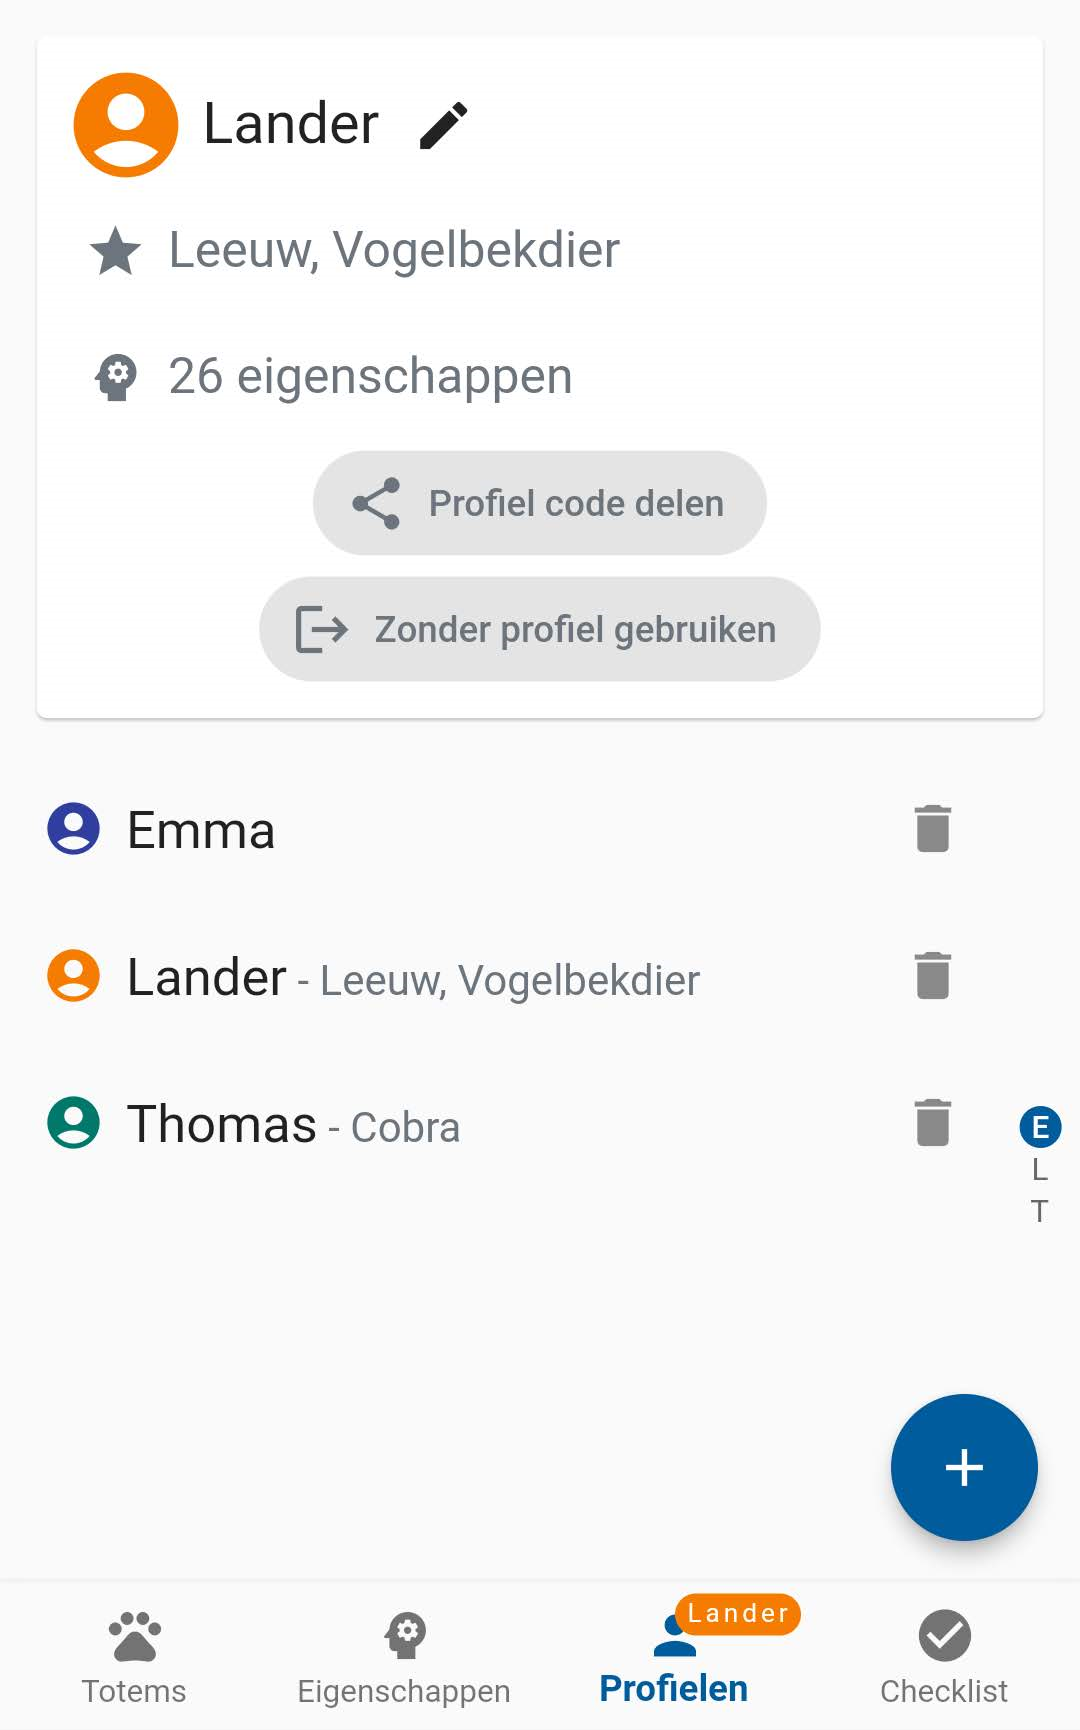 Lander
Leeuw, Vogelbekdier
26 eigenschappen
Profiel code delen
Zonder profiel gebruiken
Emma
Lander - Leeuw, Vogelbekdier
Thomas - Cobra
E
L
T
Lander
Totems
Eigenschappen
Profielen
Checklist